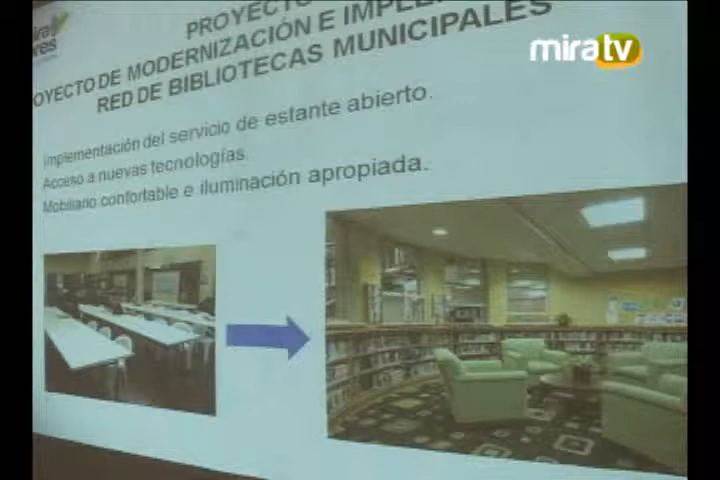 PROYECTO
OYECTO DE MODERNIZACIÓN E IMPLE
RED DE BIBLIOTECAS MUNICIPALES
Implementación del servicio de estante abierto.
Acceso a nuevas tecnologías.
Mobiliario confortable e iluminación apropiada.
miratv